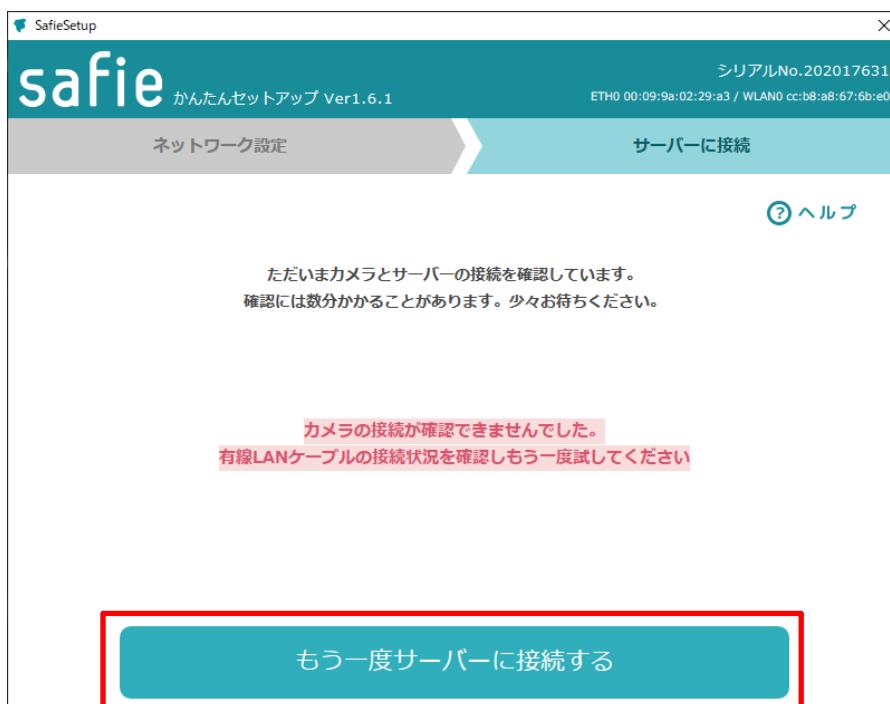 SafieSetup
safie かんたんセットアップ Ver1.6.1
シリアルNo.202017631
ETH0 00:09:9a:02:29:a3 / WLAN0 cc:b8:a8:67:6b:e0
ネットワーク設定
サーバーに接続
? ヘルプ
ただいまカメラとサーバーの接続を確認しています。
確認には数分かかることがあります。少々お待ちください。
カメラの接続が確認できませんでした。
有線LANケーブルの接続状況を確認しもう一度試してください
もう一度サーバーに接続する